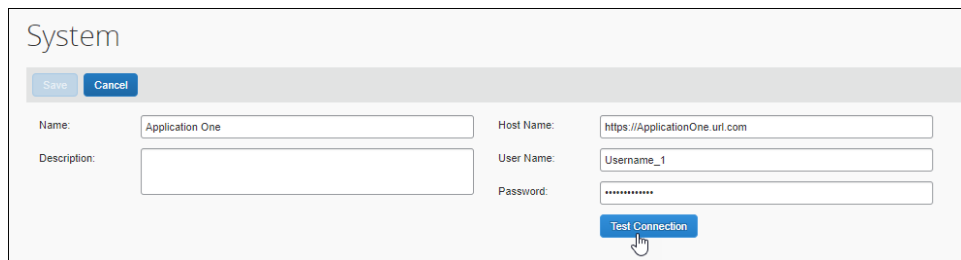 System
Save Cancel
Name: Application One
Description:
Host Name: https://ApplicationOne.url.com
User Name: Username_1
Password: •••••••••••••
Test Connection